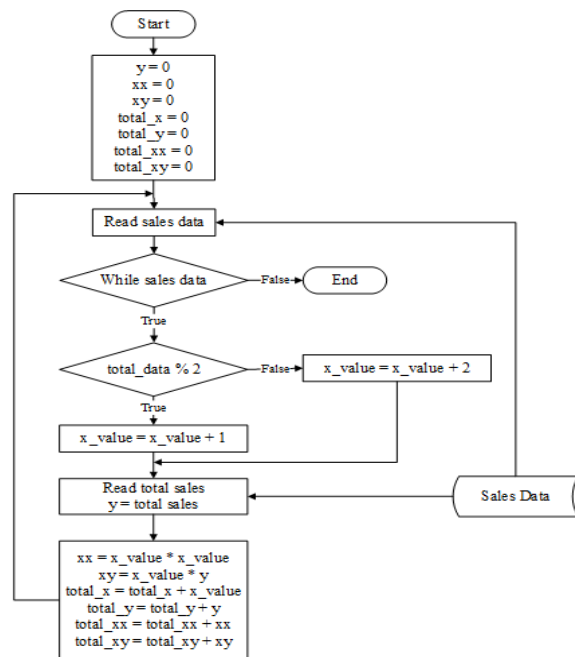 Start
y = 0
xx = 0
xy = 0
total_x = 0
total_y = 0
total_xx = 0
total_xy = 0
Read sales data
While sales data
False
End
True
total_data % 2
False
x_value = x_value + 2
True
x_value = x_value + 1
Read total sales
y = total sales
Sales Data
xx = x_value * x_value
xy = x_value * y
total_x = total_x + x_value
total_y = total_y + y
total_xx = total_xx + xx
total_xy = total_xy + xy